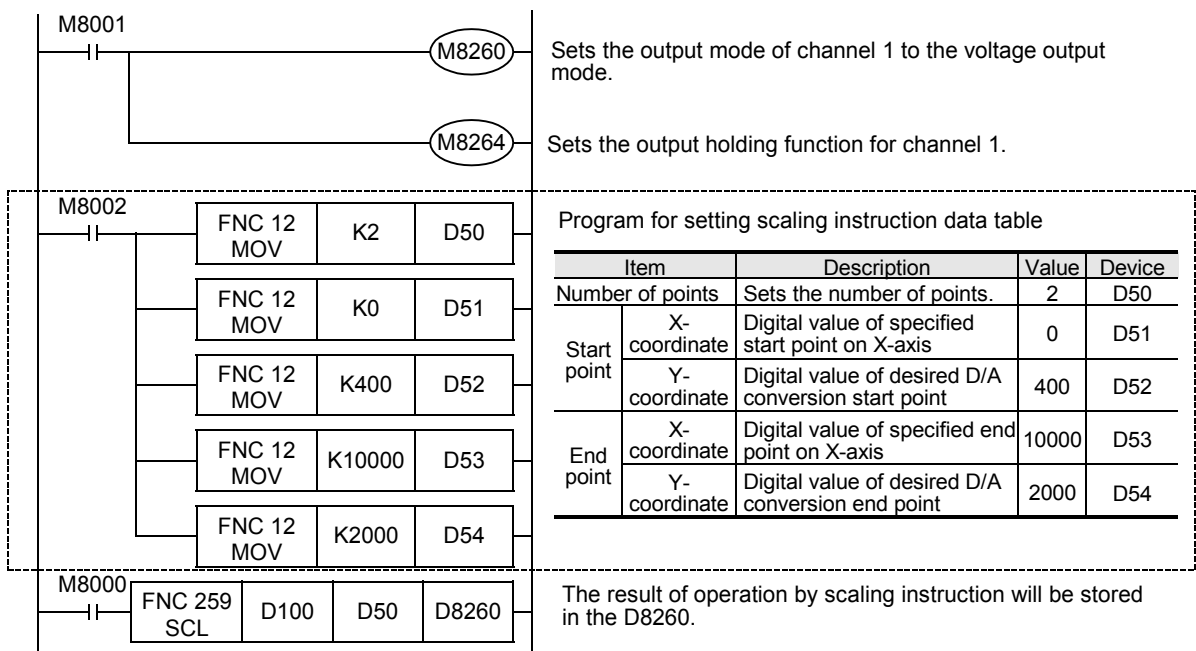 M8001
M8260
Sets the output mode of channel 1 to the voltage output
mode.
M8264
Sets the output holding function for channel 1.
M8002
FNC 12
MOV
K2
D50
FNC 12
MOV
K0
D51
FNC 12
MOV
K400
D52
FNC 12
MOV
K10000
D53
FNC 12
MOV
K2000
D54
Program for setting scaling instruction data table
Item Description Value Device
Number of points Sets the number of points. 2 D50
Start
point
X-
coordinate
Digital value of specified
start point on X-axis
0
D51
Y-
coordinate
Digital value of desired D/A
conversion start point
400
D52
End
point
X-
coordinate
Digital value of specified end
point on X-axis
10000
D53
Y-
coordinate
Digital value of desired D/A
conversion end point
2000
D54
M8000
FNC 259
SCL
D100
D50
D8260
The result of operation by scaling instruction will be stored
in the D8260.